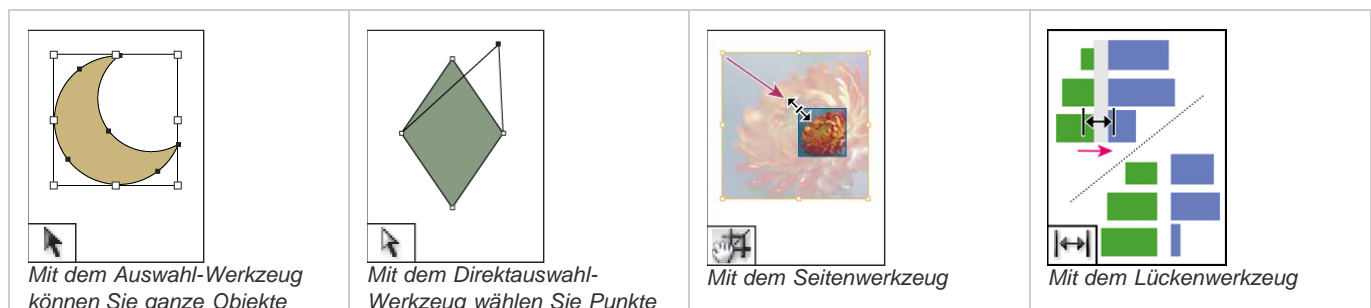 Mit dem Auswahl-Werkzeug
können Sie ganze Objekte
Mit dem Direktauswahl-
Werkzeug wählen Sie Punkte
Mit dem Seitenwerkzeug
Mit dem Lückenwerkzeug